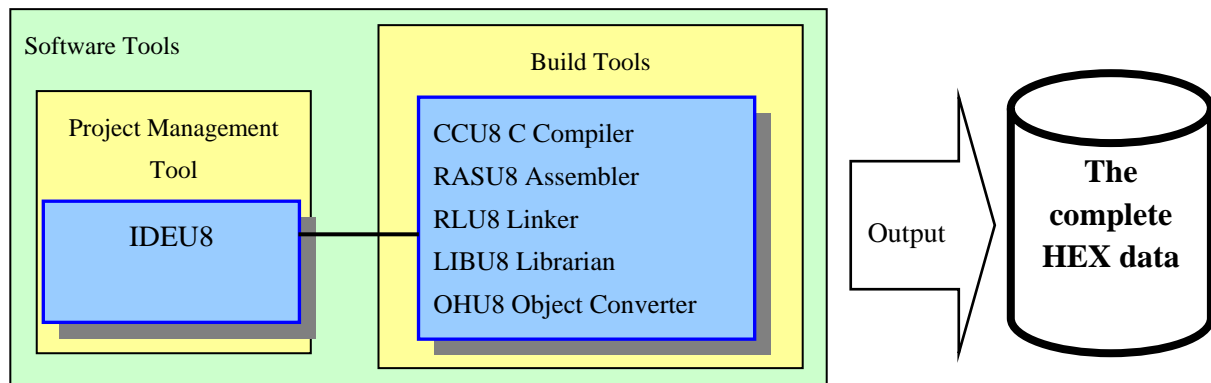 Software Tools
Project Management
Tool
IDEU8
Build Tools
CCU8 C Compiler
RASU8 Assembler
RLU8 Linker
LIBU8 Librarian
OHU8 Object Converter
Output
The
complete
HEX data